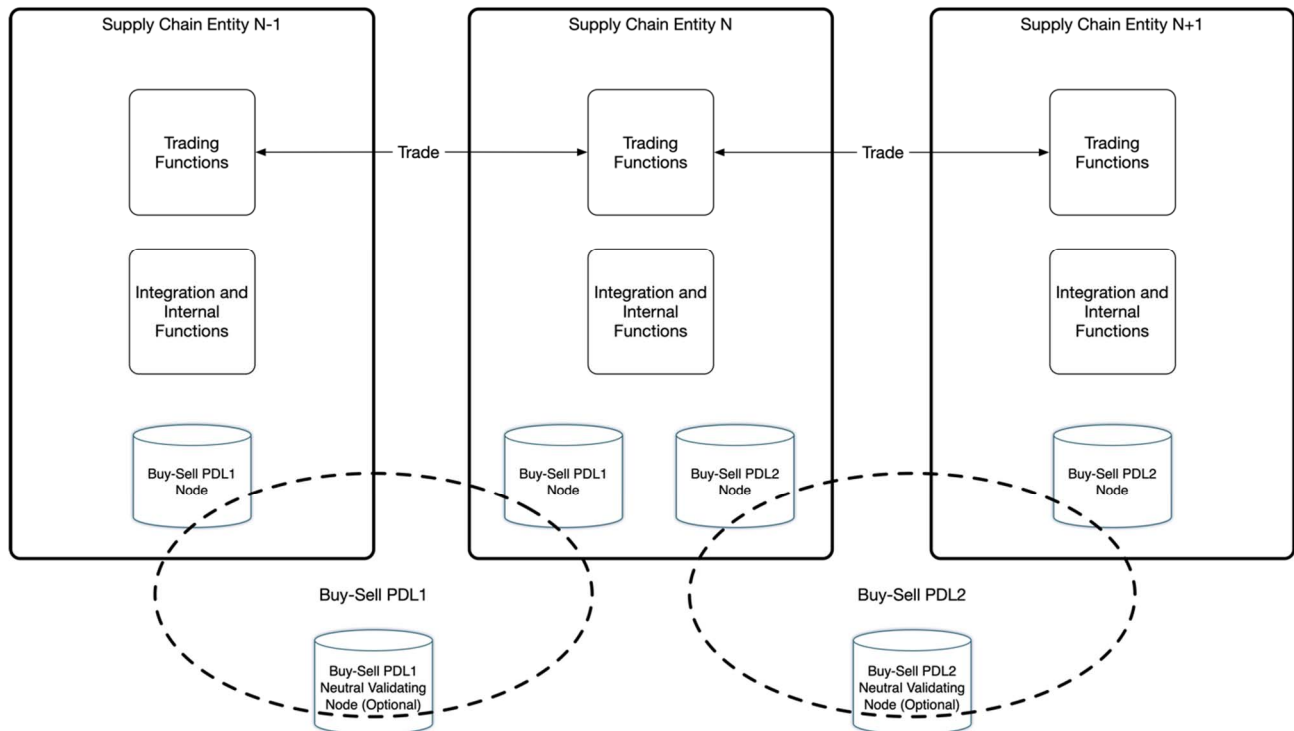 Supply Chain Entity N-1
Supply Chain Entity N
Supply Chain Entity N+1
Trading
Functions
Trade
Trading
Functions
Trade
Trading
Functions
Integration and
Internal
Functions
Integration and
Internal
Functions
Integration and
Internal
Functions
Buy-Sell PDL1
Node
Buy-Sell PDL1
Node
Buy-Sell PDL2
Node
Buy-Sell PDL2
Node
Buy-Sell PDL1
Buy-Sell PDL2
Buy-Sell PDL1
Neutral Validating
Node (Optional)
Buy-Sell PDL2
Neutral Validating
Node (Optional)